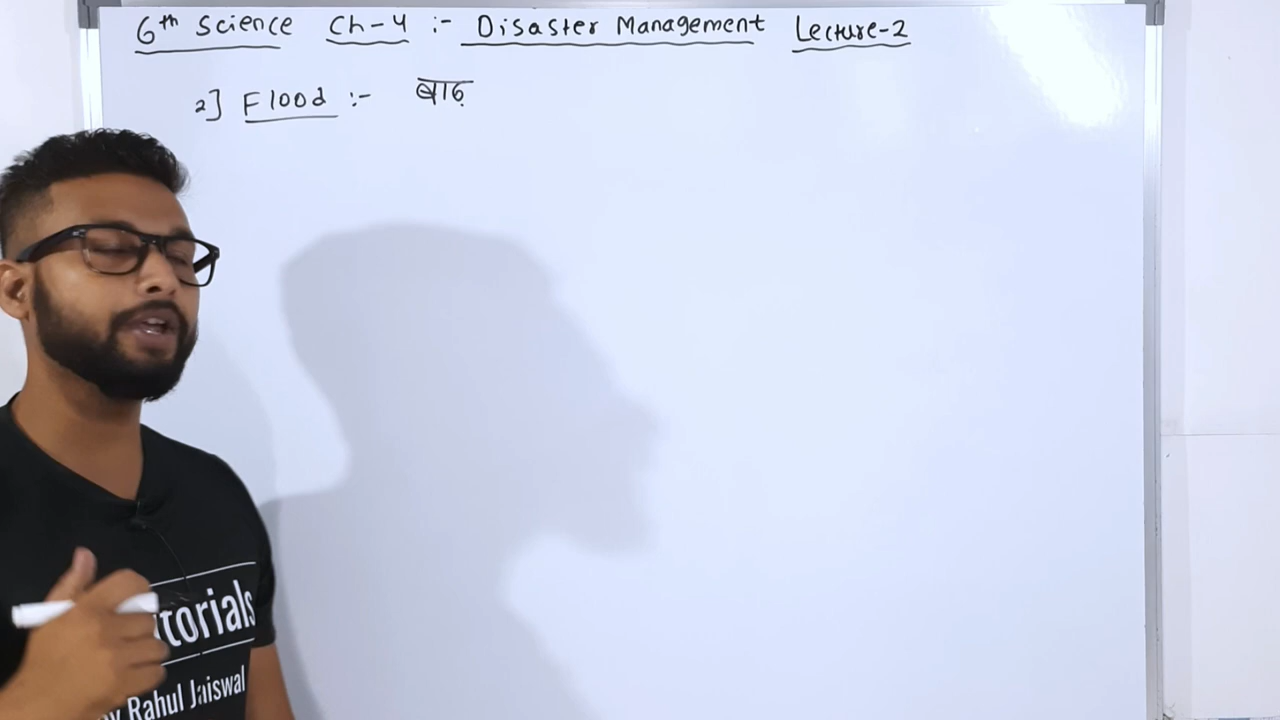 6th Science Ch-4 :- Disaster Management Lecture-2
2] Flood :- बाढ़
torials
y Rahul Jaiswal